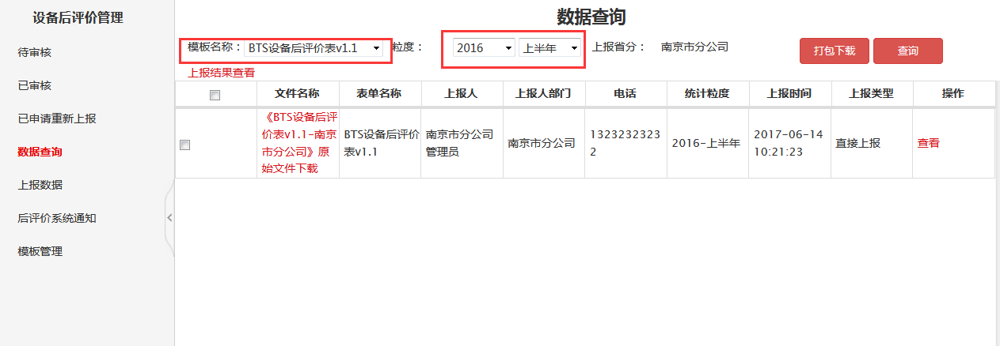 设备后评价管理
待审核
已审核
已申请重新上报
数据查询
上报数据
后评价系统通知
模板管理
数据查询
模板名称： BTS设备后评价表v1.1 粒度： 2016 上半年 上报省分： 南京市分公司 打包下载 查询
上报结果查看
文件名称 表单名称 上报人 上报人部门 电话 统计粒度 上报时间 上报类型 操作
《BTS设备后评
价表v1.1-南京
市分公司》原
始文件下载
BTS设备后评价
表v1.1
南京市分公司
管理员
南京市分公司
1323232323
2
2016-上半年
2017-06-14
10:21:23
直接上报
查看